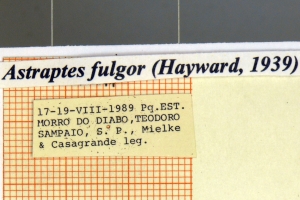 Astraptes fulgor (Hayward, 1939)
17-19-VIII-1989 Pq.EST.
MORRO DO DIABO,TEODORO
SAMPAIO, S. P., Mielke
& Casagrande leg.